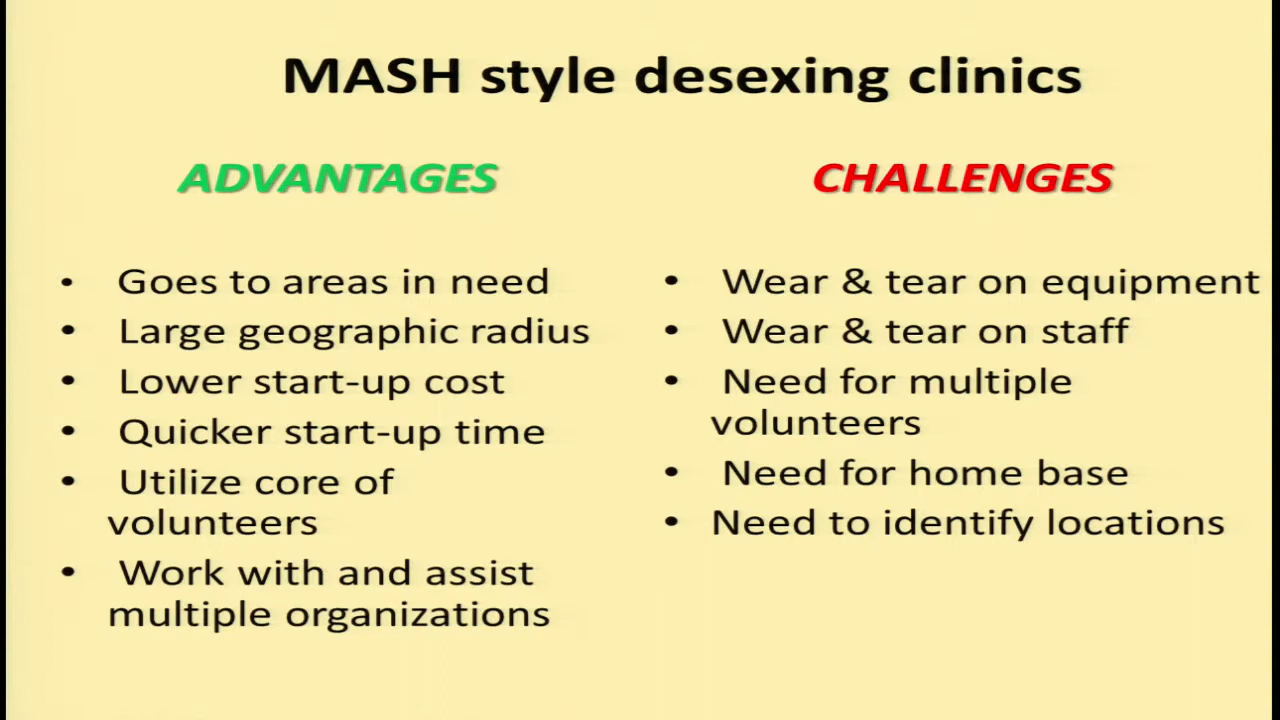 MASH style desexing clinics
ADVANTAGES
• Goes to areas in need
• Large geographic radius
• Lower start-up cost
• Quicker start-up time
• Utilize core of
volunteers
• Work with and assist
multiple organizations
CHALLENGES
• Wear & tear on equipment
• Wear & tear on staff
• Need for multiple
volunteers
• Need for home base
• Need to identify locations